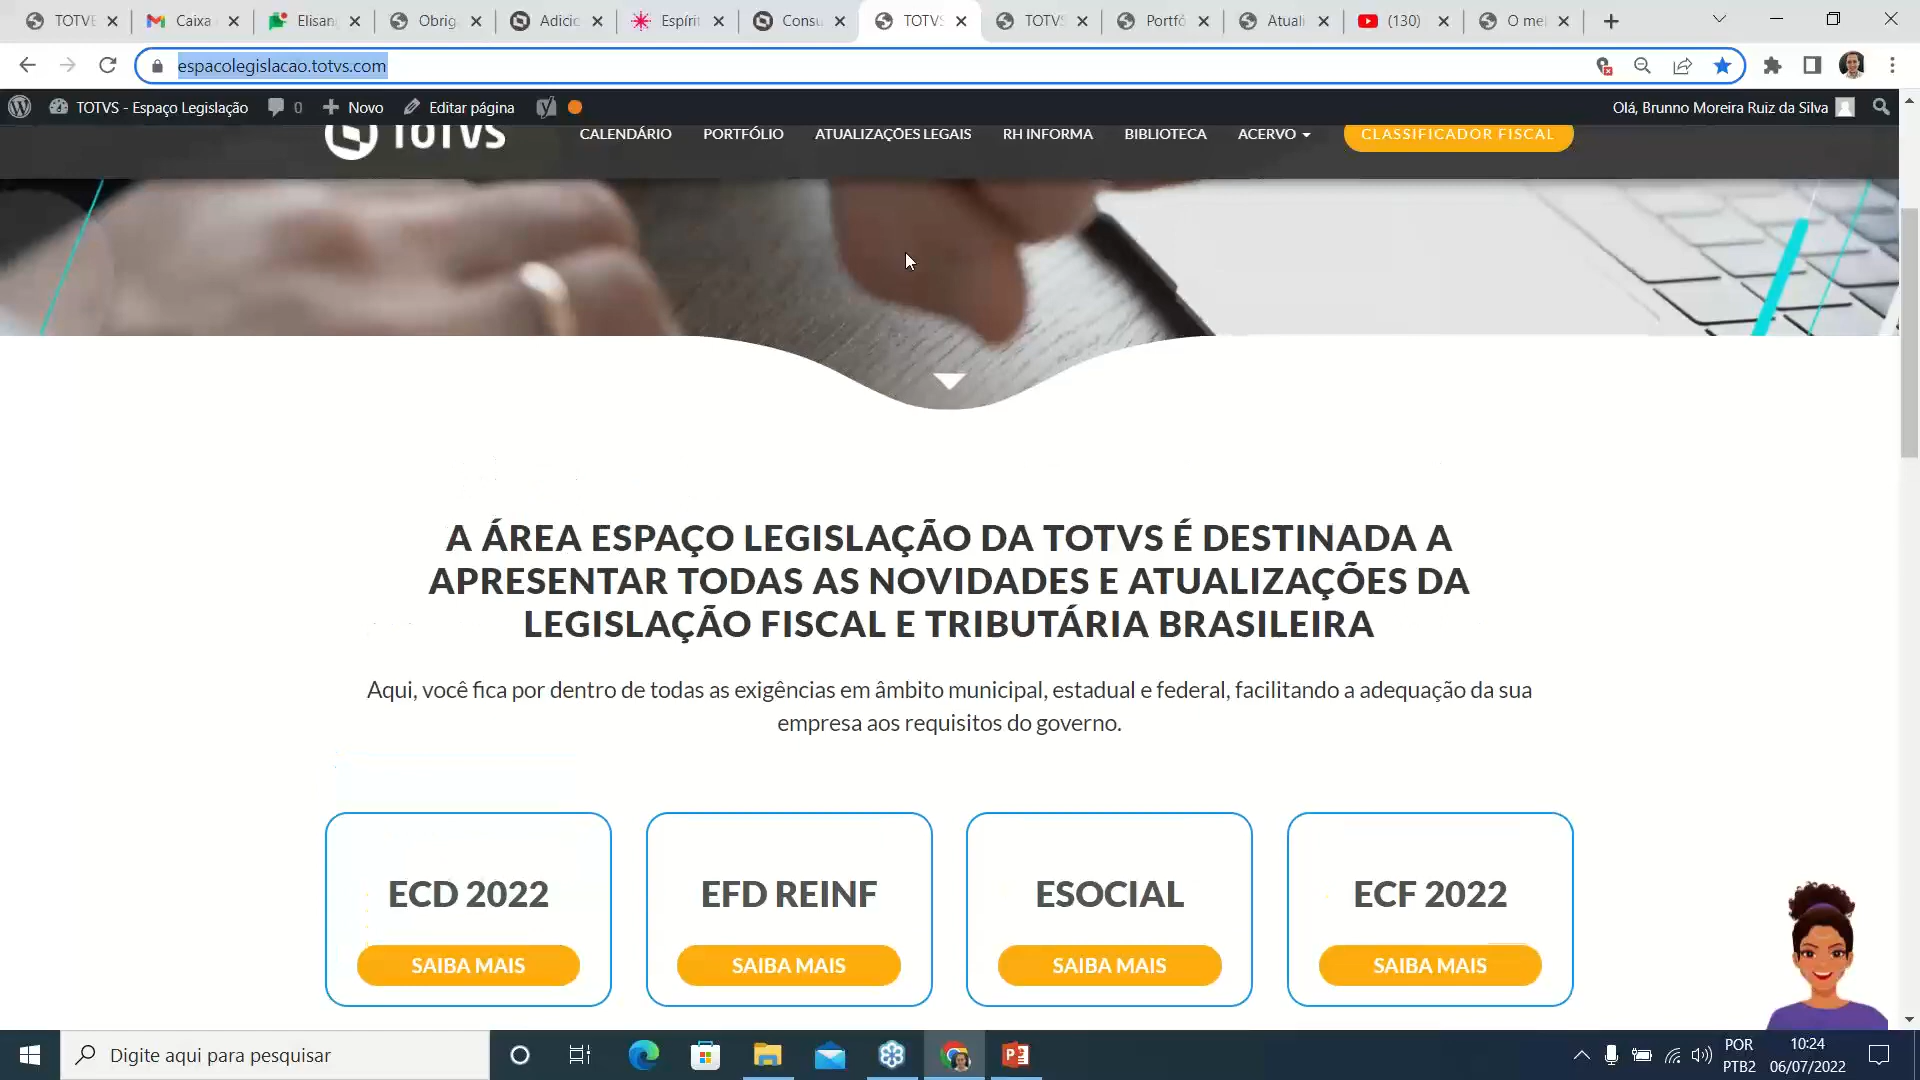 TOTVS
Caixa
Elisan
Obrig
Adicio
Espírit
Consu
TOTVS
TOTVS
Portfó
Atuali
(130)
O mel
espacolegislacao.totvs.com
TOTVS - Espaço Legislação
0
Novo
Editar página
Olá, Brunno Moreira Ruiz da Silva
TOTVS
CALENDÁRIO
PORTFÓLIO
ATUALIZAÇÕES LEGAIS
RH INFORMA
BIBLIOTECA
ACERVO
CLASSIFICADOR FISCAL
A ÁREA ESPAÇO LEGISLAÇÃO DA TOTVS É DESTINADA A
APRESENTAR TODAS AS NOVIDADES E ATUALIZAÇÕES DA
LEGISLAÇÃO FISCAL E TRIBUTÁRIA BRASILEIRA
Aqui, você fica por dentro de todas as exigências em âmbito municipal, estadual e federal, facilitando a adequação da sua
empresa aos requisitos do governo.
ECD 2022
SAIBA MAIS
EFD REINF
SAIBA MAIS
ESOCIAL
SAIBA MAIS
ECF 2022
SAIBA MAIS
Digite aqui para pesquisar
POR
PTB2
10:24
06/07/2022